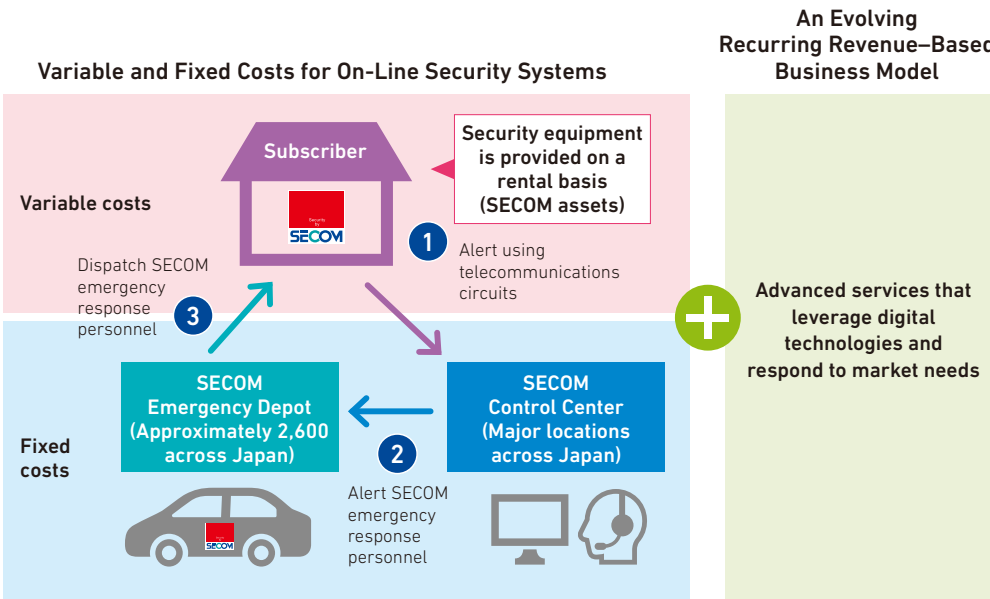 An Evolving
Recurring Revenue–Based
Business Model
Variable and Fixed Costs for On-Line Security Systems
Subscriber
Security equipment
is provided on a
rental basis
(SECOM assets)
Variable costs
Security
by
SECOM
1
Alert using
telecommunications
circuits
Dispatch SECOM
emergency
response
personnel
3
Advanced services that
leverage digital
technologies and
respond to market needs
SECOM
Emergency Depot
(Approximately 2,600
across Japan)
SECOM
Control Center
(Major locations
across Japan)
Fixed
costs
2
Alert SECOM
emergency
response
personnel
SECOM